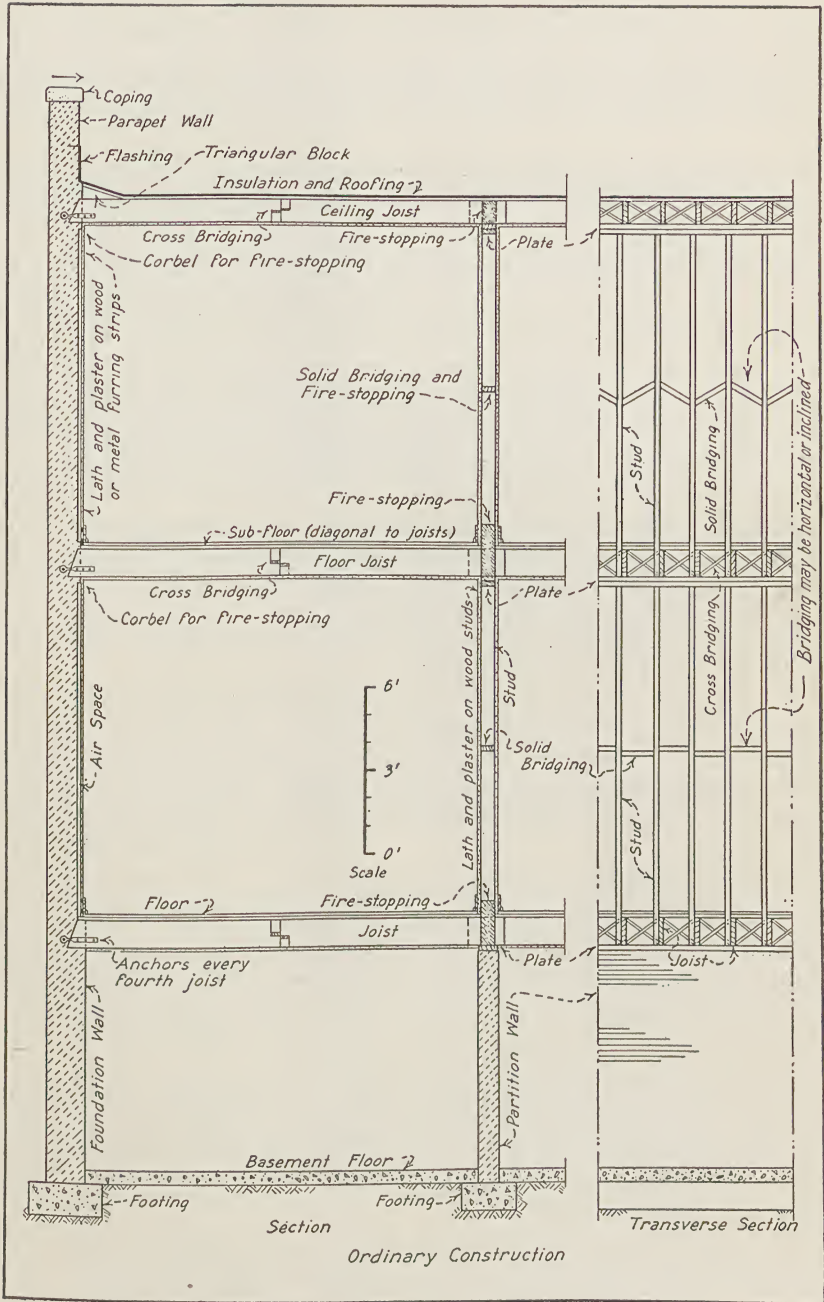 Coping
Parapet Wall
Flashing
Triangular Block
Insulation and Roofing
Ceiling Joist
Cross Bridging
Fire-stopping
Plate
Corbel for fire-stopping
Lath and plaster on wood
or metal furring strips
Solid Bridging and
Fire-stopping
Stud
Solid Bridging
Bridging may be horizontal or inclined
Fire-stopping
Sub-floor (diagonal to joists)
Floor Joist
Cross Bridging
Plate
Corbel for fire-stopping
Cross Bridging
Air Space
6'
3'
0'
Scale
Lath and plaster on wood studs
Stud
Solid
Bridging
Stud
Floor
Fire-stopping
Joist
Plate
Joist
Anchors every
fourth joist
Foundation Wall
Partition Wall
Basement Floor
Footing
Footing
Section
Transverse Section
Ordinary Construction